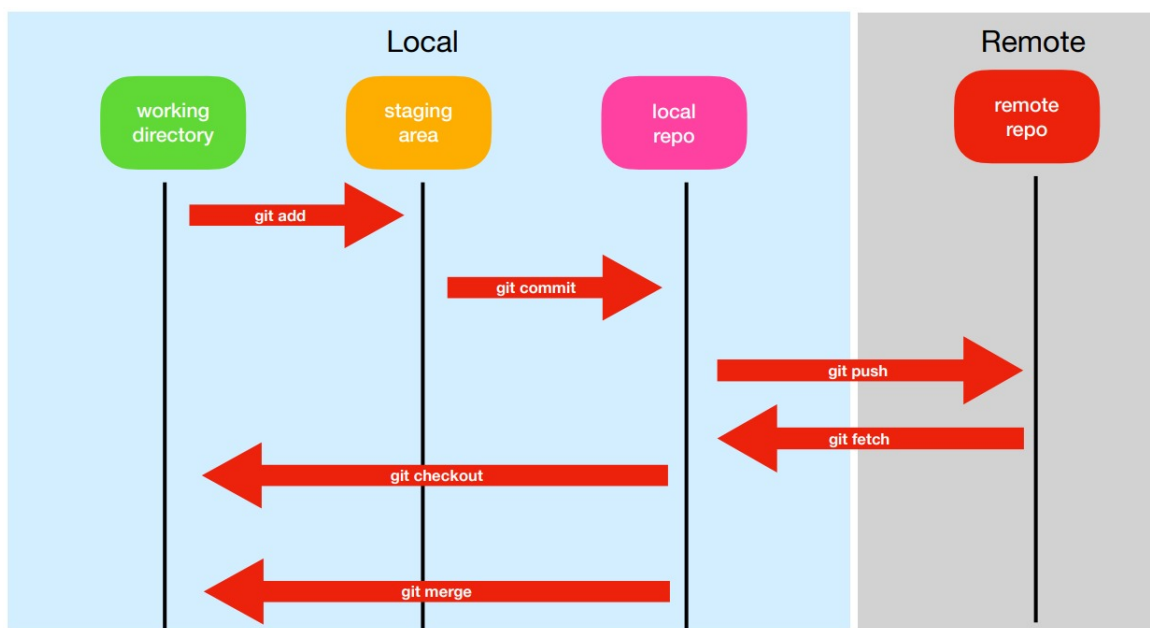 Local
Remote
working
directory
staging
area
local
repo
remote
repo
git add
git commit
git push
git fetch
git checkout
git merge